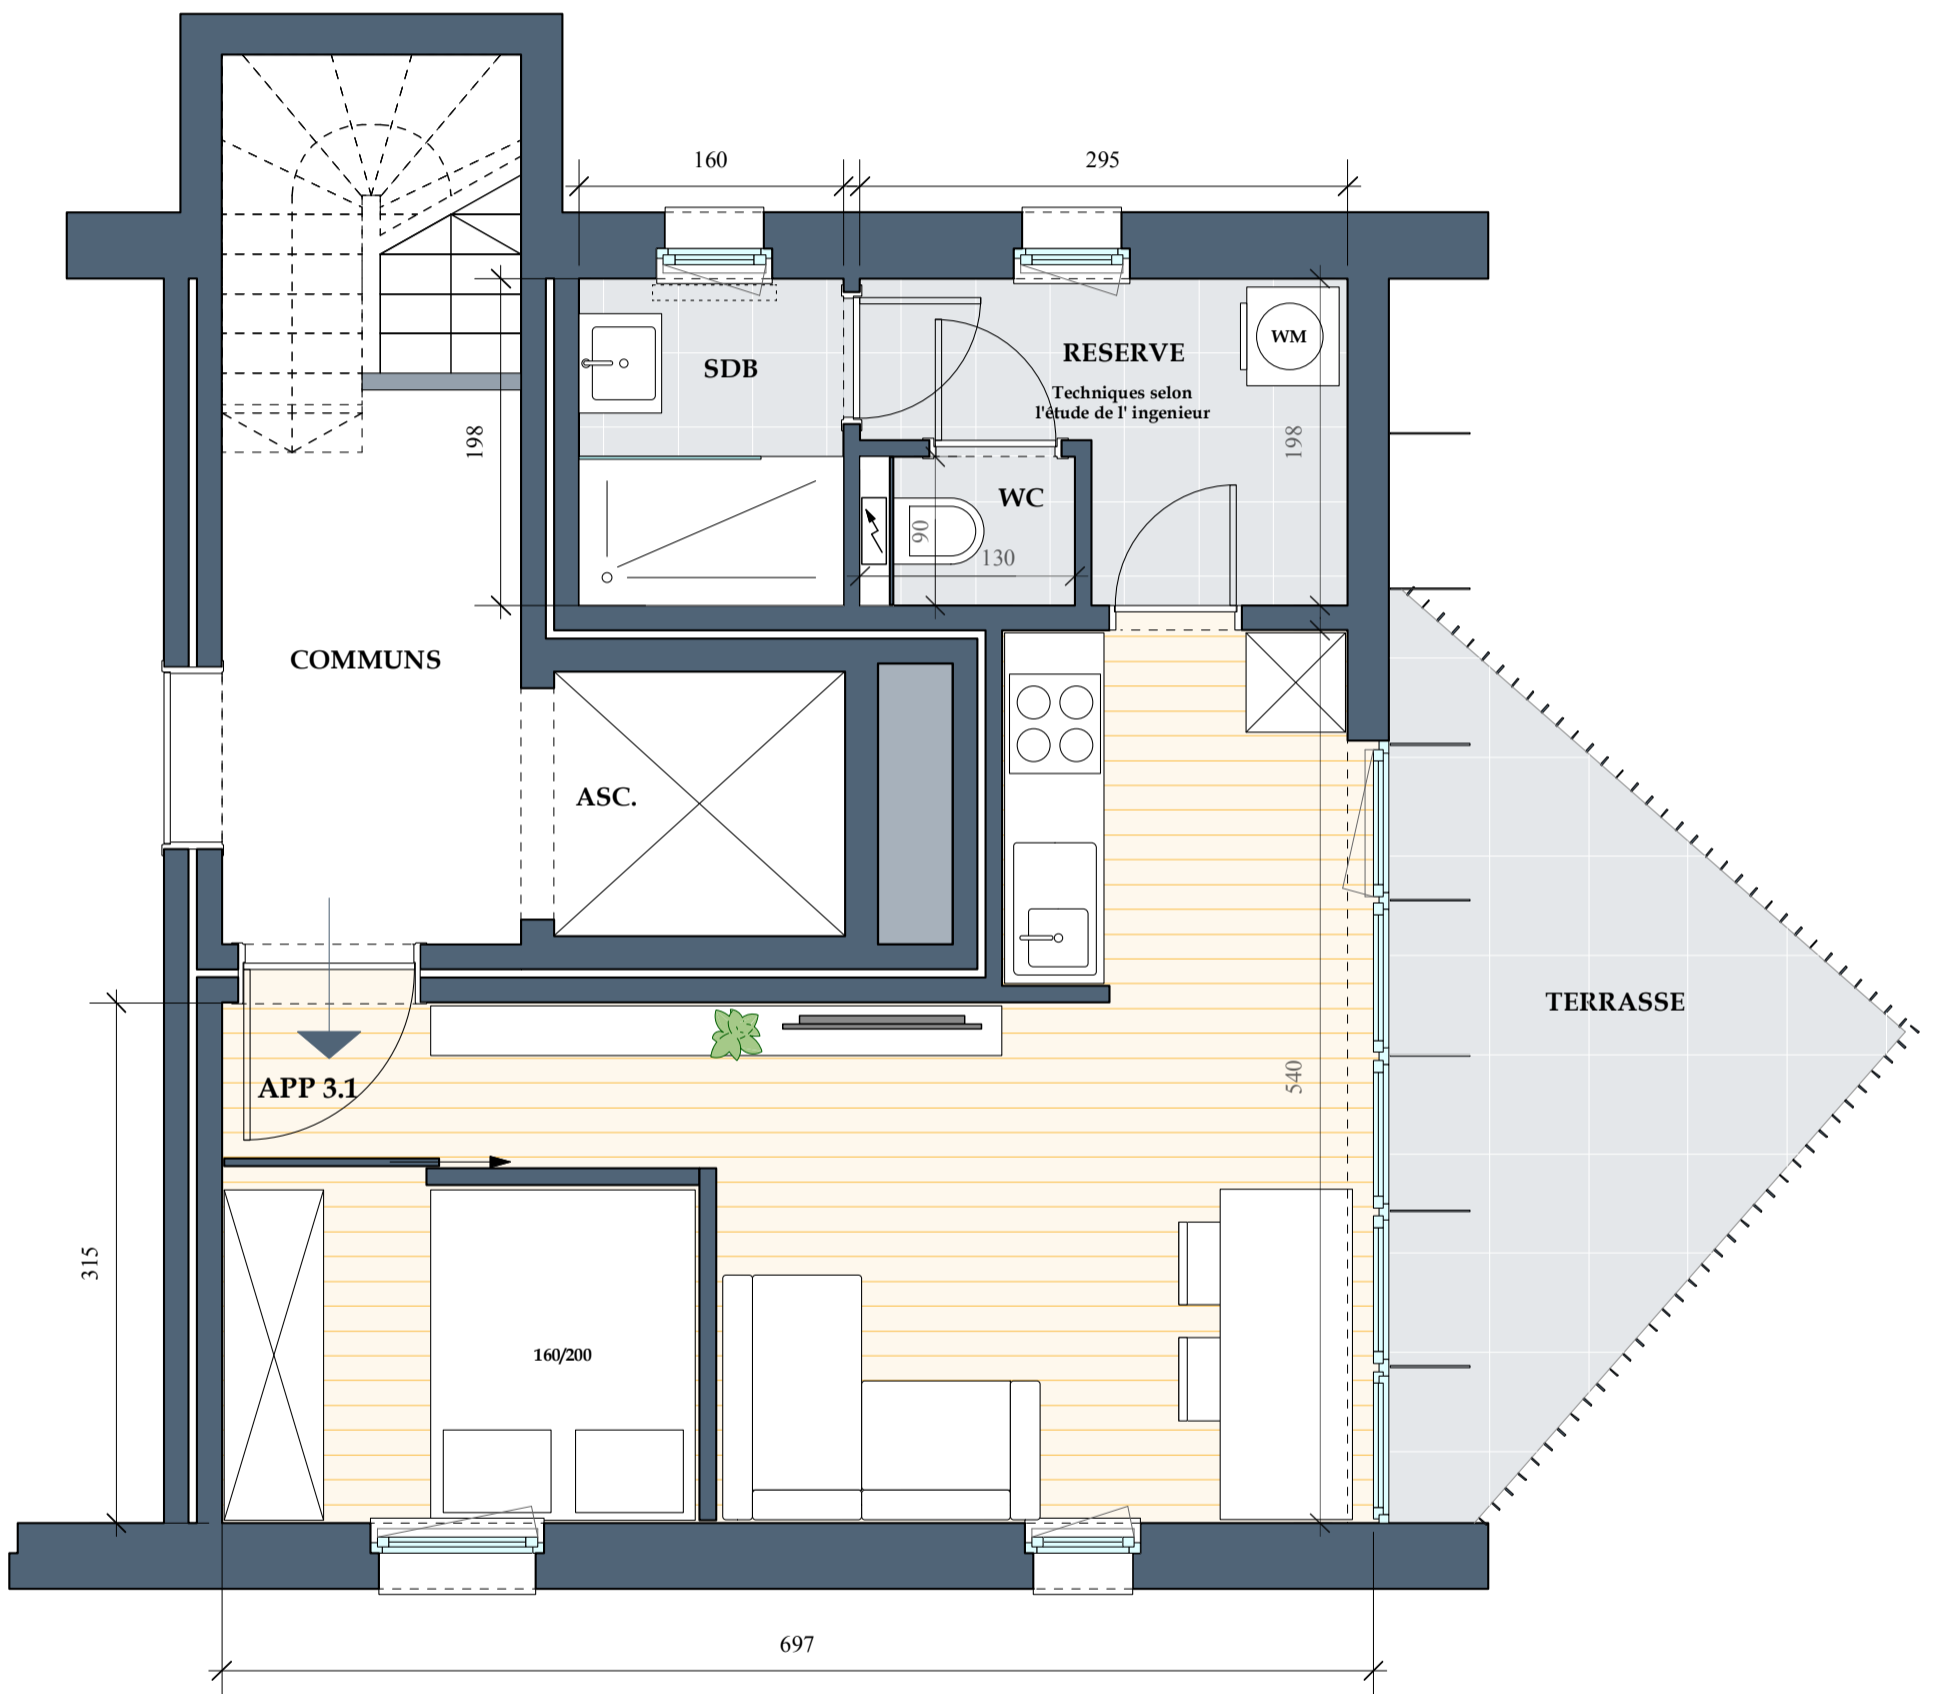 160
295
SDB
RESERVE
Techniques selon
l'étude de l' ingenieur
WM
198
198
WC
90
130
COMMUNS
ASC.
TERRASSE
APP 3.1
540
315
160/200
697